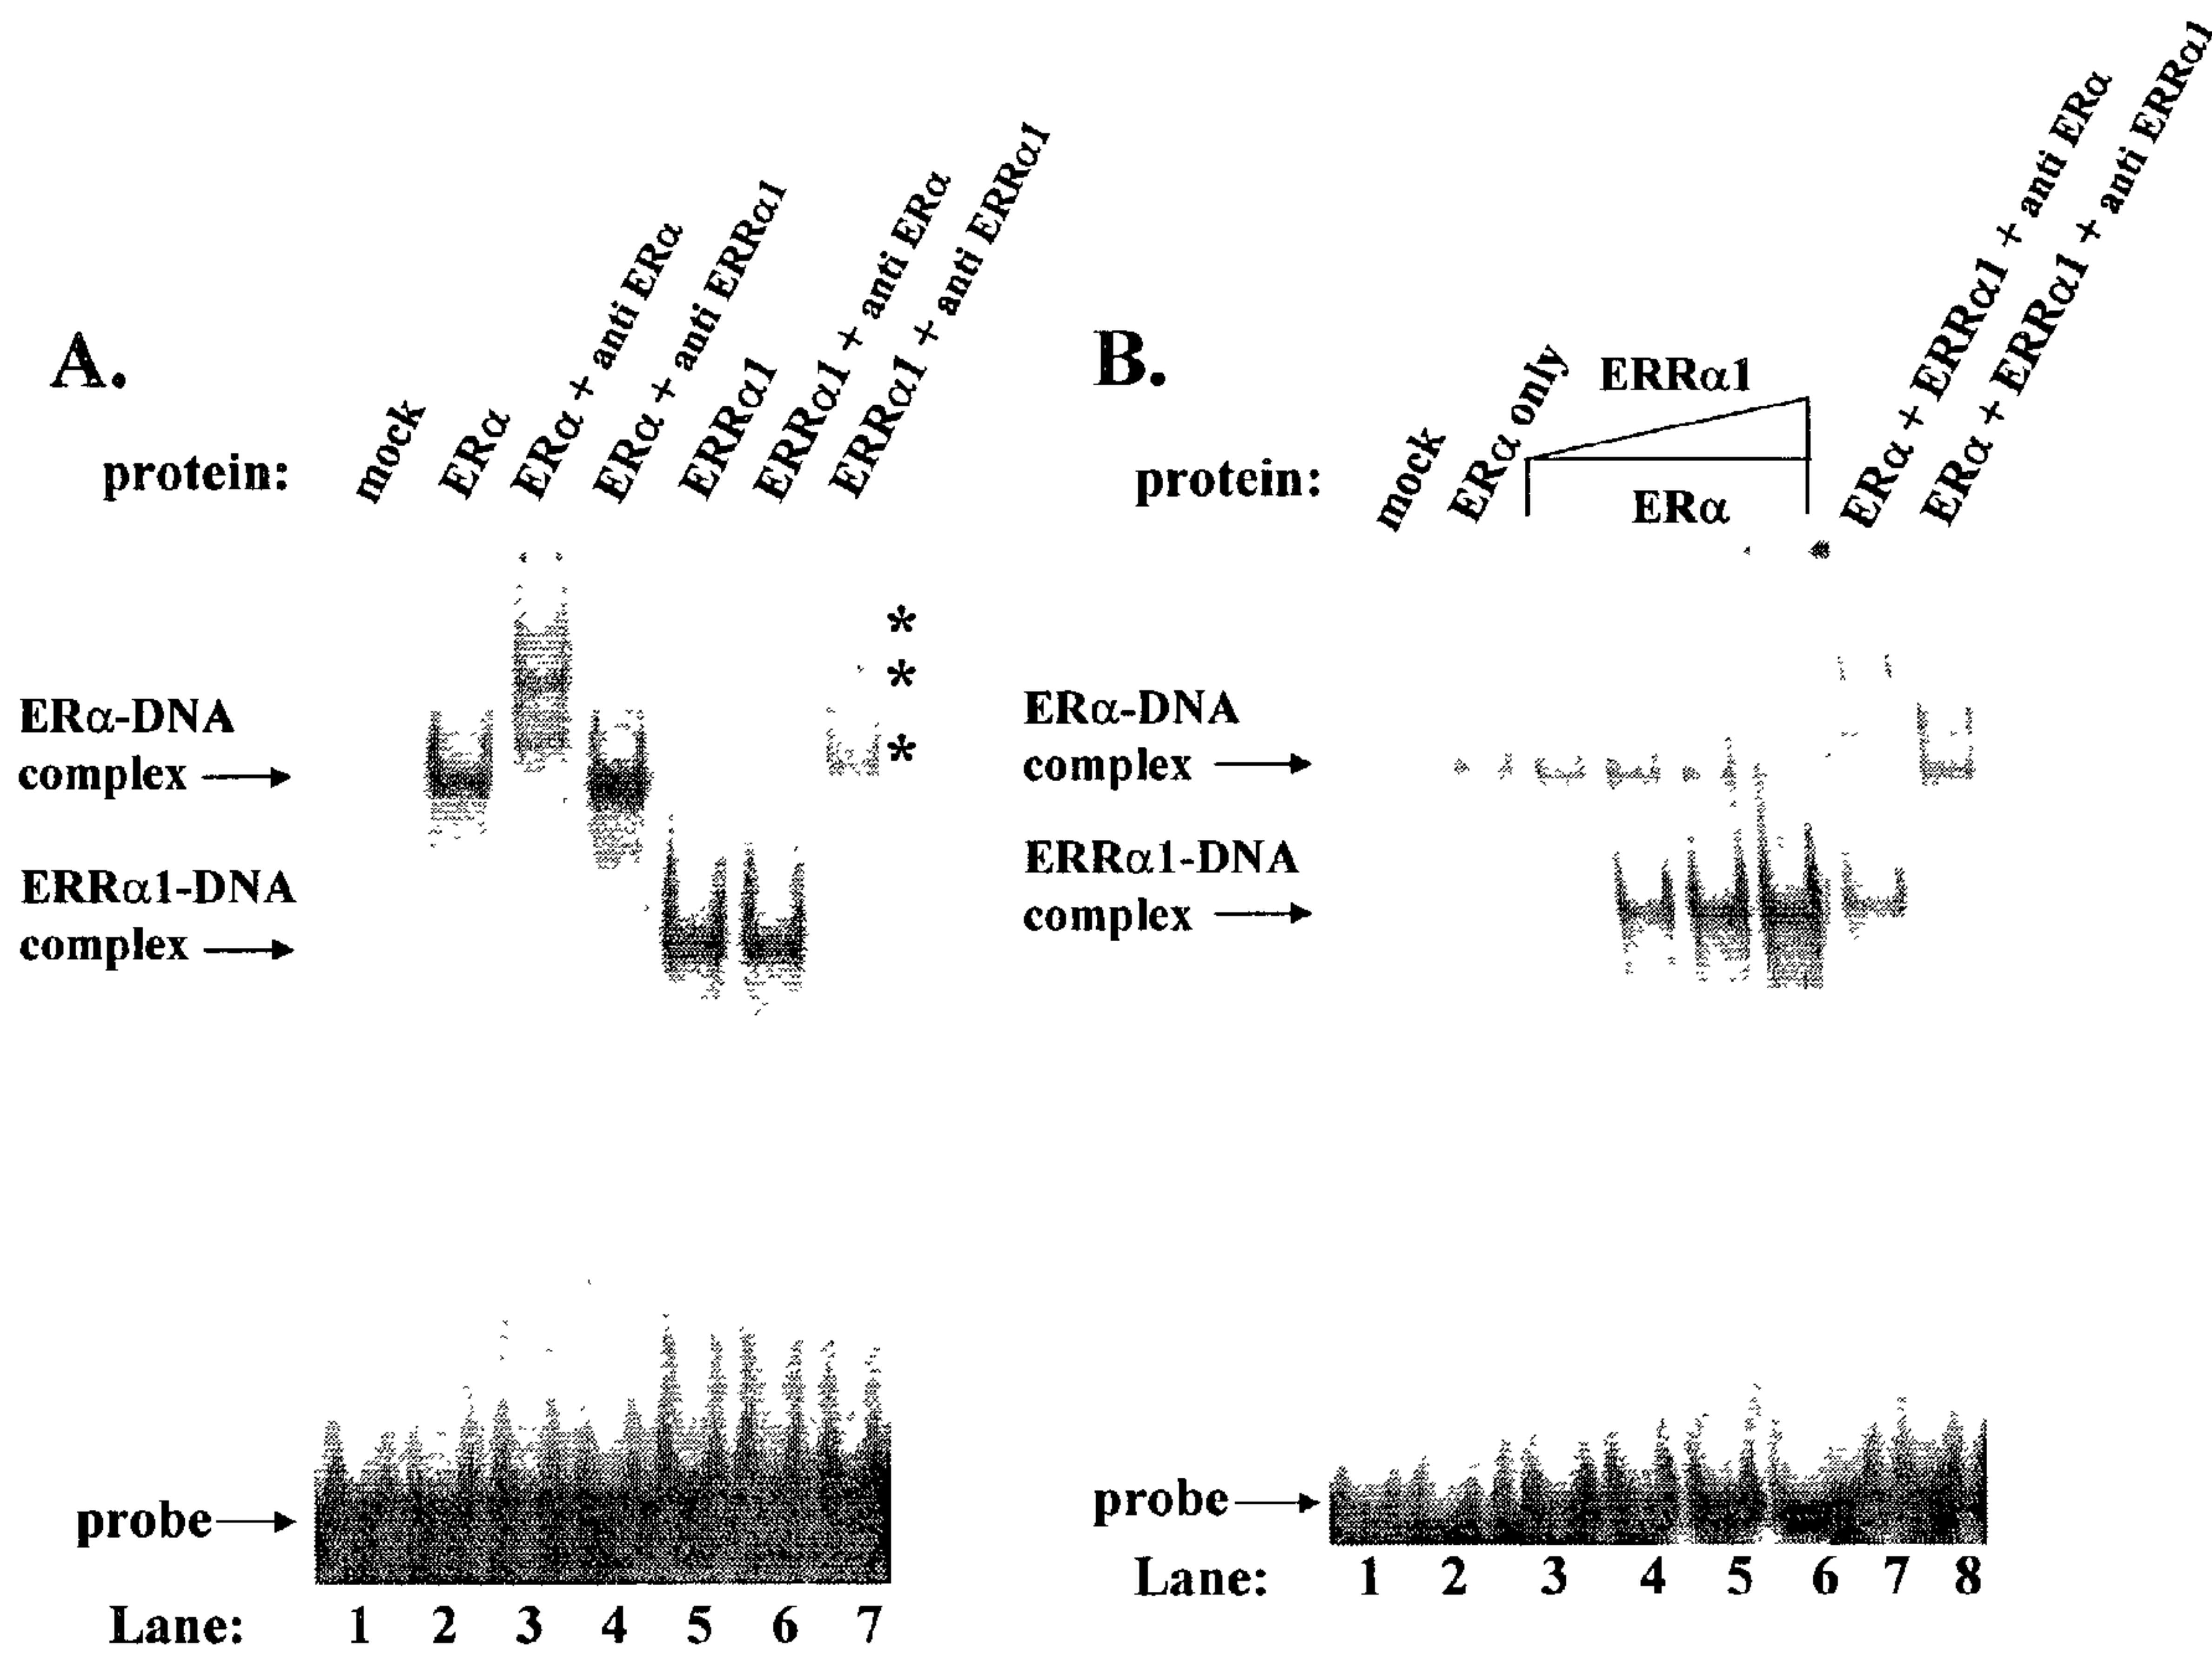 A.
protein:
mock
ERα
ERα + anti ERα
ERα + anti ERRα1
ERRα1
ERRα1 + anti ERα
ERRα1 + anti ERRα1
*
*
*
ERα-DNA
complex
ERRα1-DNA
complex
probe
Lane: 1 2 3 4 5 6 7
B.
protein:
mock
ERα only
ERRα1
ERα
ERα + ERRα1 + anti ERα
ERα + ERRα1 + anti ERRα1
ERα-DNA
complex
ERRα1-DNA
complex
probe
Lane: 1 2 3 4 5 6 7 8